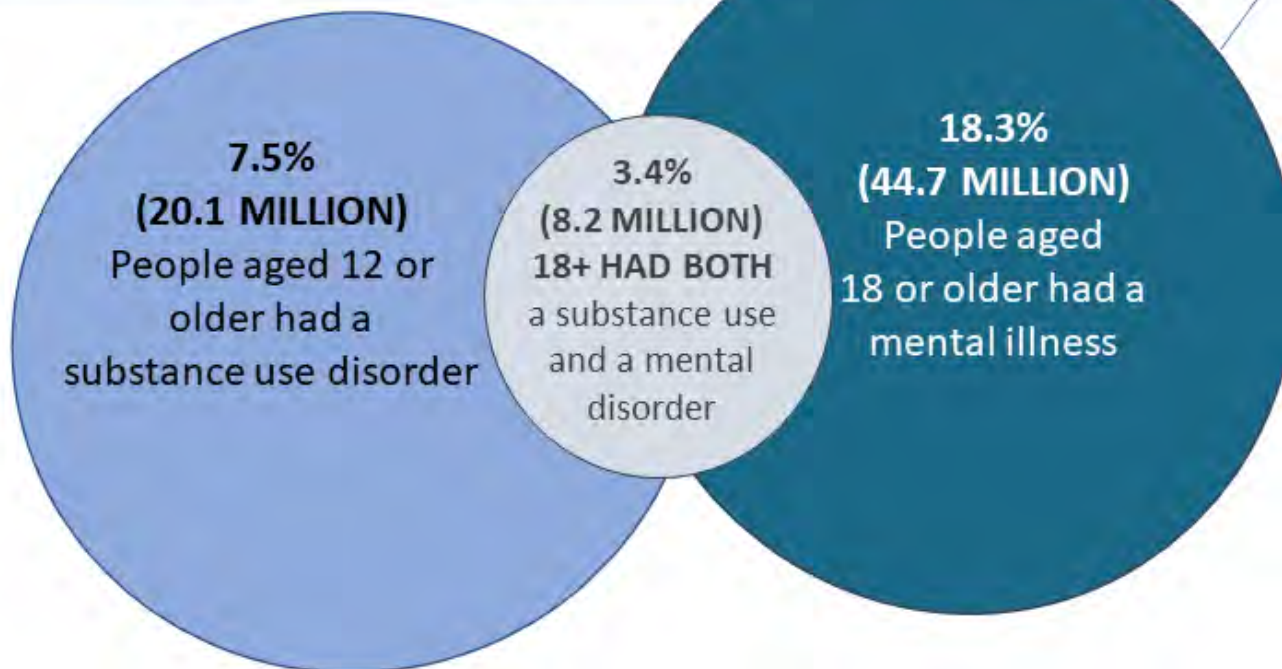 7.5%
(20.1 MILLION)
People aged 12 or
older had a
substance use disorder
3.4%
(8.2 MILLION)
18+ HAD BOTH
a substance use
and a mental
disorder
18.3%
(44.7 MILLION)
People aged
18 or older had a
mental illness